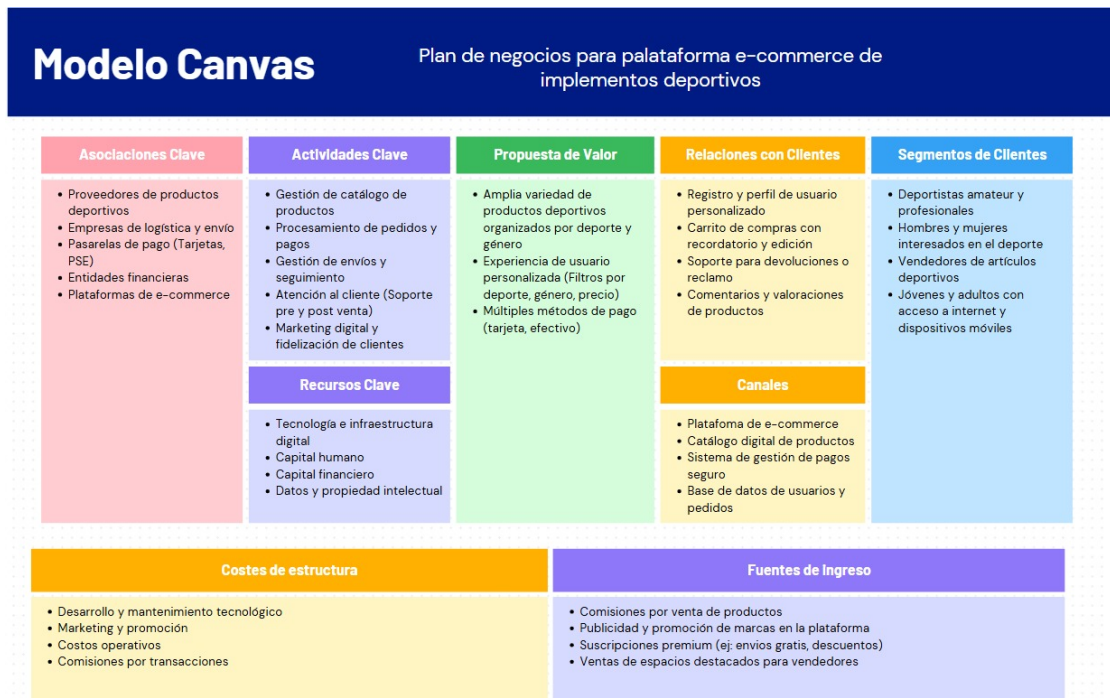 Modelo Canvas
Plan de negocios para palataforma e-commerce de
implementos deportivos
Asociaciones Clave
• Proveedores de productos
deportivos
• Empresas de logística y envío
• Pasarelas de pago (Tarjetas,
PSE)
• Entidades financieras
• Plataformas de e-commerce
Actividades Clave
• Gestión de catálogo de
productos
• Procesamiento de pedidos y
pagos
• Gestión de envíos y
seguimiento
• Atención al cliente (Soporte
pre y post venta)
• Marketing digital y
fidelización de clientes
Recursos Clave
• Tecnología e infraestructura
digital
• Capital humano
• Capital financiero
• Datos y propiedad intelectual
Propuesta de Valor
• Amplia variedad de
productos deportivos
organizados por deporte y
género
• Experiencia de usuario
personalizada (Filtros por
deporte, género, precio)
• Múltiples métodos de pago
(tarjeta, efectivo)
Relaciones con Clientes
• Registro y perfil de usuario
personalizado
• Carrito de compras con
recordatorio y edición
• Soporte para devoluciones o
reclamo
• Comentarios y valoraciones
de productos
Canales
• Platafoma de e-commerce
• Catálogo digital de productos
• Sistema de gestión de pagos
seguro
• Base de datos de usuarios y
pedidos
Segmentos de Clientes
• Deportistas amateur y
profesionales
• Hombres y mujeres
interesados en el deporte
• Vendedores de artículos
deportivos
• Jóvenes y adultos con
acceso a internet y
dispositivos móviles
Costes de estructura
• Desarrollo y mantenimiento tecnológico
• Marketing y promoción
• Costos operativos
• Comisiones por transacciones
Fuentes de Ingreso
• Comisiones por venta de productos
• Publicidad y promoción de marcas en la plataforma
• Suscripciones premium (ej: envios gratis, descuentos)
• Ventas de espacios destacados para vendedores